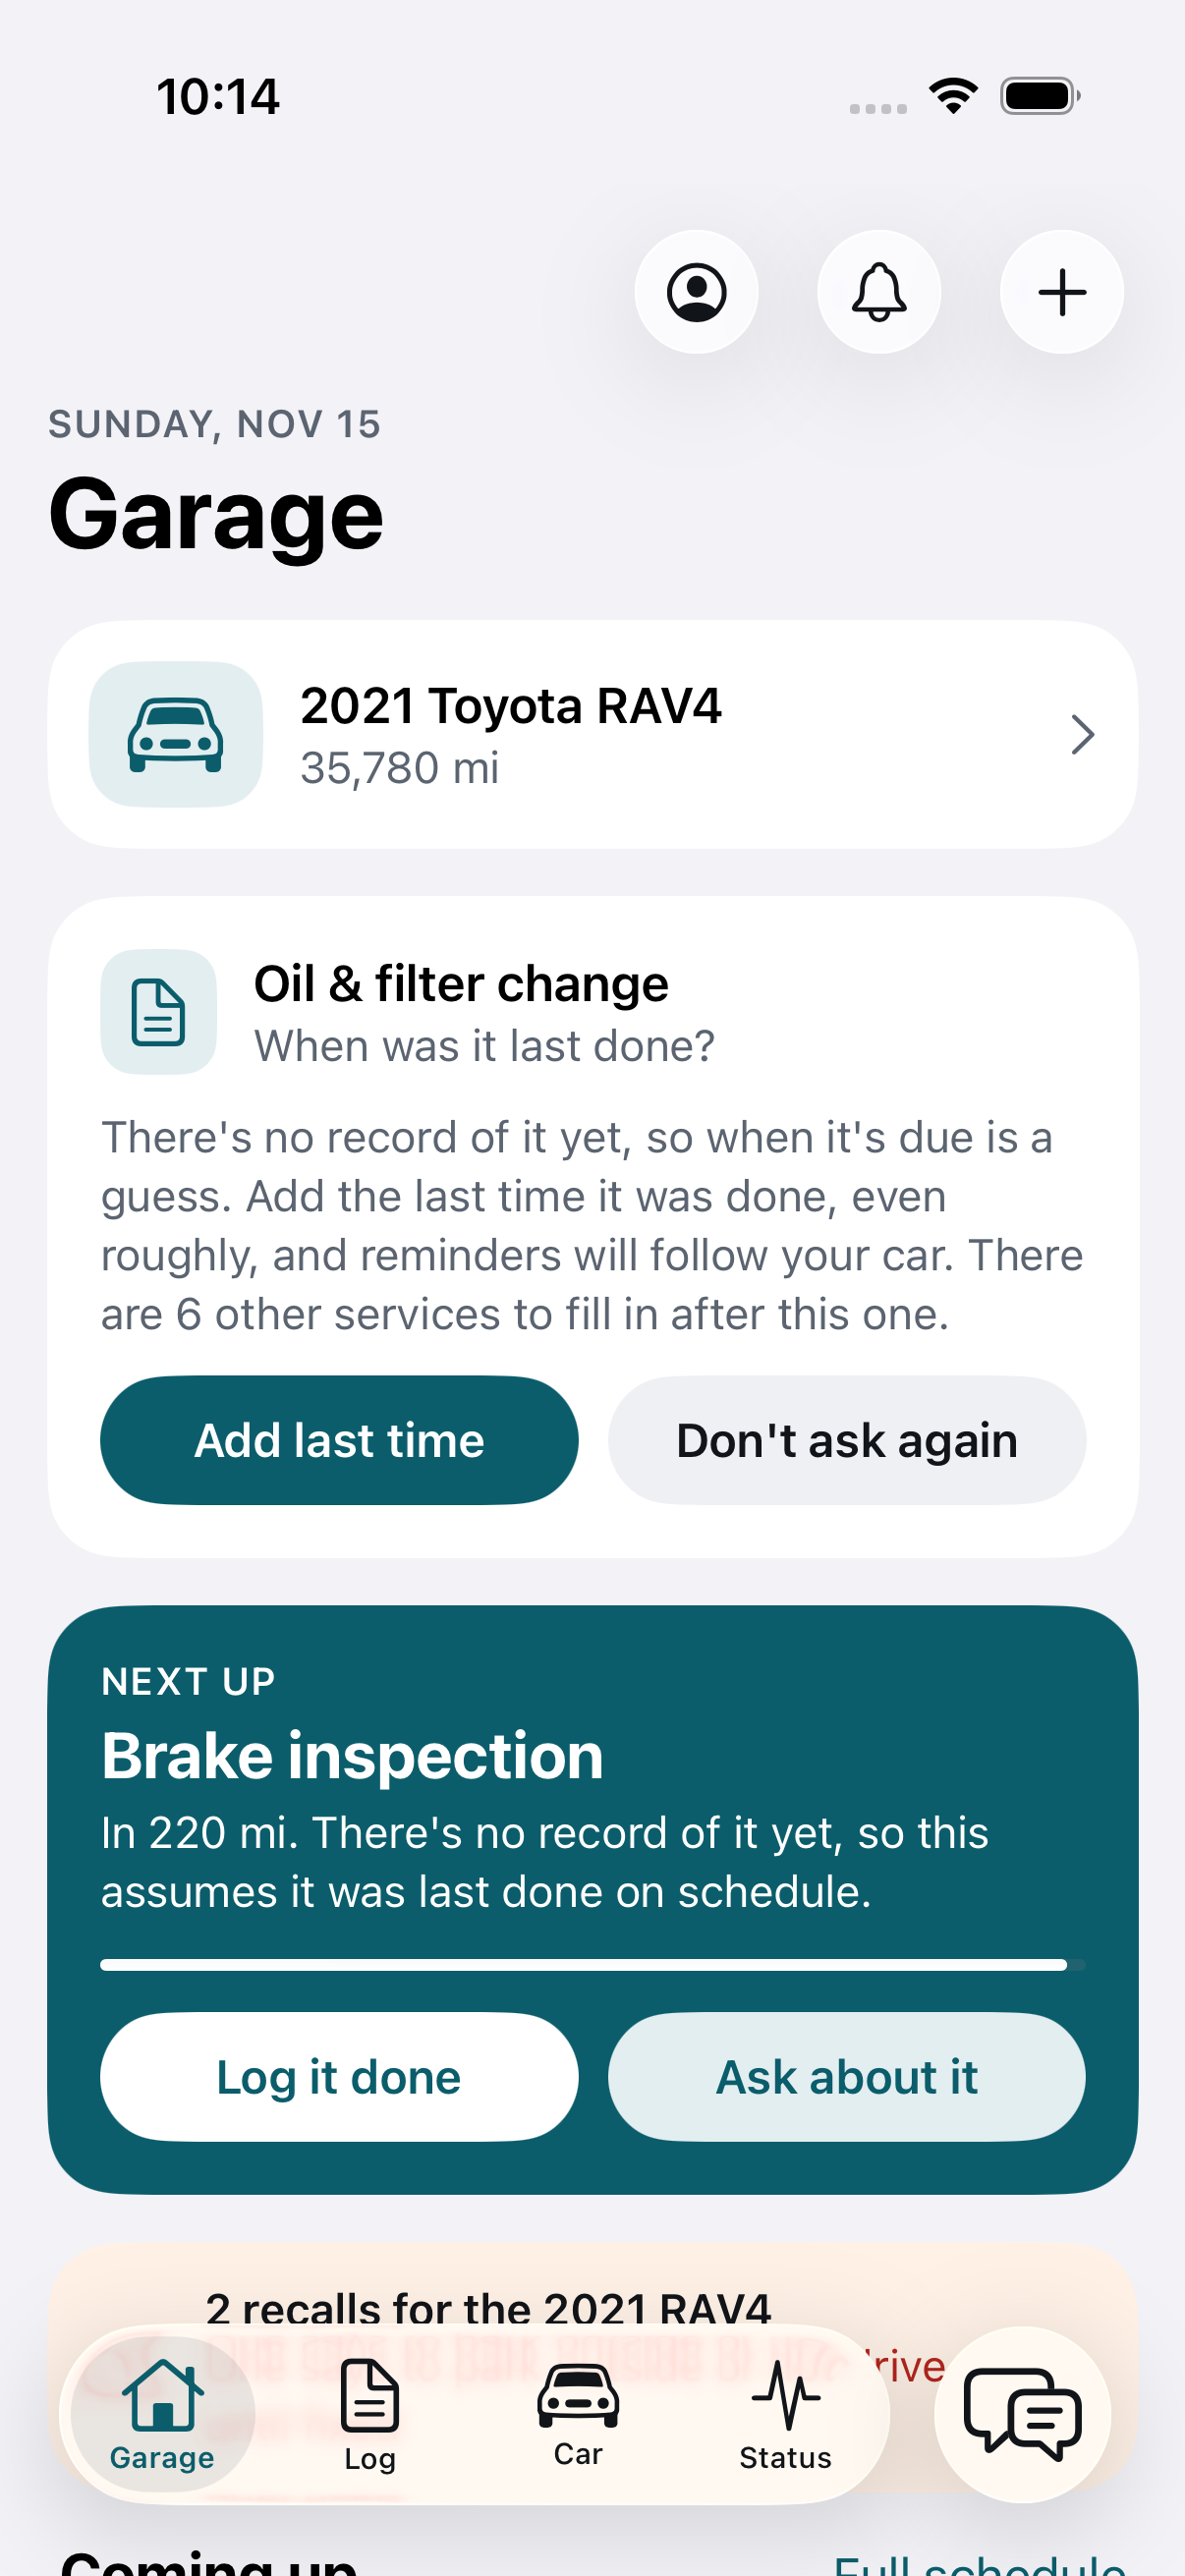 10:14
SUNDAY, NOV 15
Garage
2021 Toyota RAV4
35,780 mi
Oil & filter change
When was it last done?
There's no record of it yet, so when it's due is a
guess. Add the last time it was done, even
roughly, and reminders will follow your car. There
are 6 other services to fill in after this one.
Add last time
Don't ask again
NEXT UP
Brake inspection
In 220 mi. There's no record of it yet, so this
assumes it was last done on schedule.
Log it done
Ask about it
2 recalls for the 2021 RAV4
Garage
Log
Car
Status
Coming up
Full schedule